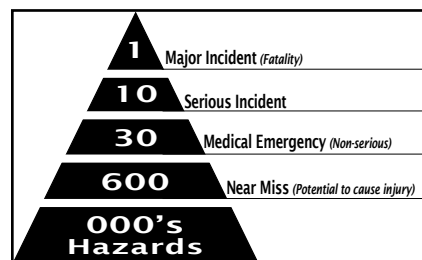 1
Major Incident (Fatality)
10
Serious Incident
30
Medical Emergency (Non-serious)
600
Near Miss (Potential to cause injury)
000's
Hazards